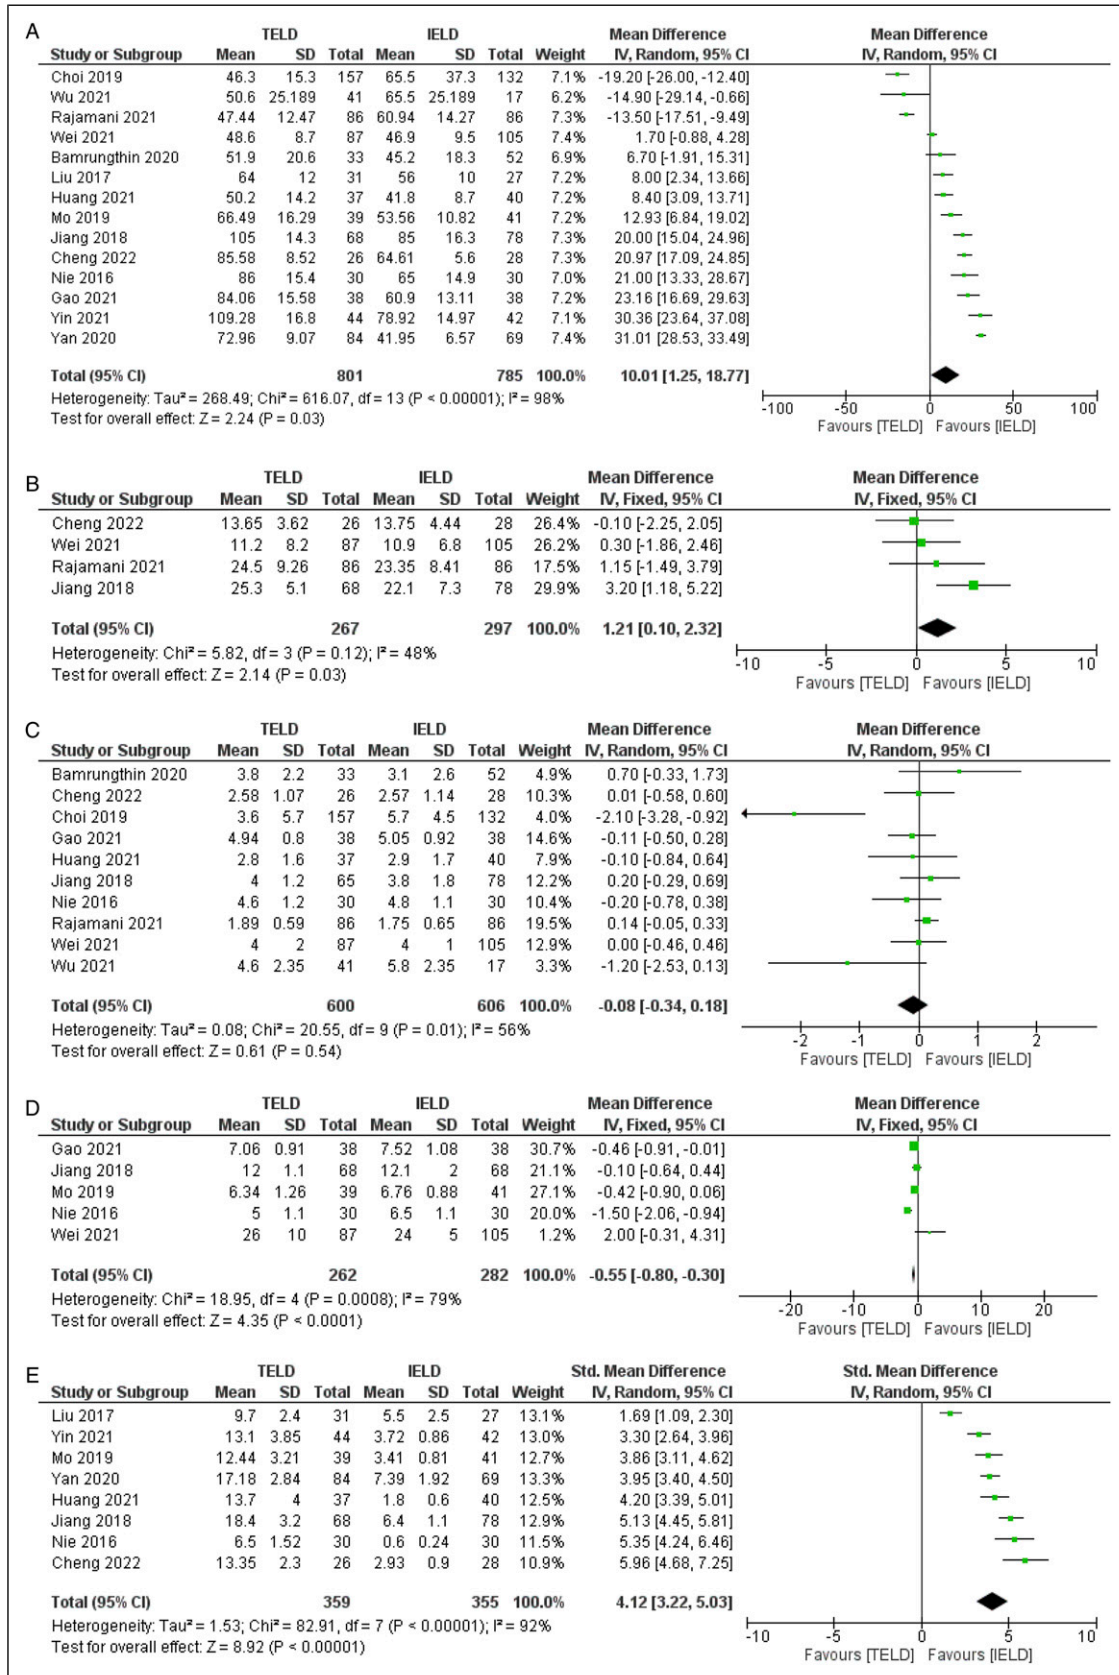 A
TELD IELD Mean Difference Mean Difference
Study or Subgroup Mean SD Total Mean SD Total Weight IV, Random, 95% CI IV, Random, 95% CI
Choi 2019 46.3 15.3 157 65.5 37.3 132 7.1% -19.20 [-26.00, -12.40]
Wu 2021 50.6 25.189 41 65.5 25.189 17 6.2% -14.90 [-29.14, -0.66]
Rajamani 2021 47.44 12.47 86 60.94 14.27 86 7.3% -13.50 [-17.51, -9.49]
Wei 2021 48.6 8.7 87 46.9 9.5 105 7.4% 1.70 [-0.88, 4.28]
Bamrungthin 2020 51.9 20.6 33 45.2 18.3 52 6.9% 6.70 [-1.91, 15.31]
Liu 2017 64 12 31 56 10 27 7.2% 8.00 [2.34, 13.66]
Huang 2021 50.2 14.2 37 41.8 8.7 40 7.2% 8.40 [3.09, 13.71]
Mo 2019 66.49 16.29 39 53.56 10.82 41 7.2% 12.93 [6.84, 19.02]
Jiang 2018 105 14.3 68 85 16.3 78 7.3% 20.00 [15.04, 24.96]
Cheng 2022 85.58 8.52 26 64.61 5.6 28 7.3% 20.97 [17.09, 24.85]
Nie 2016 86 15.4 30 65 14.9 30 7.0% 21.00 [13.33, 28.67]
Gao 2021 84.06 15.58 38 60.9 13.11 38 7.2% 23.16 [16.69, 29.63]
Yin 2021 109.28 16.8 44 78.92 14.97 42 7.1% 30.36 [23.64, 37.08]
Yan 2020 72.96 9.07 84 41.95 6.57 69 7.4% 31.01 [28.53, 33.49]
Total (95% CI) 801 785 100.0% 10.01 [1.25, 18.77]
Heterogeneity: Tau² = 268.49; Chi² = 616.07, df = 13 (P < 0.00001); I² = 98%
Test for overall effect: Z = 2.24 (P = 0.03)
-100 -50 0 50 100
Favours [TELD] Favours [IELD]
B
TELD IELD Mean Difference Mean Difference
Study or Subgroup Mean SD Total Mean SD Total Weight IV, Fixed, 95% CI IV, Fixed, 95% CI
Cheng 2022 13.65 3.62 26 13.75 4.44 28 26.4% -0.10 [-2.25, 2.05]
Wei 2021 11.2 8.2 87 10.9 6.8 105 26.2% 0.30 [-1.86, 2.46]
Rajamani 2021 24.5 9.26 86 23.35 8.41 86 17.5% 1.15 [-1.49, 3.79]
Jiang 2018 25.3 5.1 68 22.1 7.3 78 29.9% 3.20 [1.18, 5.22]
Total (95% CI) 267 297 100.0% 1.21 [0.10, 2.32]
Heterogeneity: Chi² = 5.82, df = 3 (P = 0.12); I² = 48%
Test for overall effect: Z = 2.14 (P = 0.03)
-10 -5 0 5 10
Favours [TELD] Favours [IELD]
C
TELD IELD Mean Difference Mean Difference
Study or Subgroup Mean SD Total Mean SD Total Weight IV, Random, 95% CI IV, Random, 95% CI
Bamrungthin 2020 3.8 2.2 33 3.1 2.6 52 4.9% 0.70 [-0.33, 1.73]
Cheng 2022 2.58 1.07 26 2.57 1.14 28 10.3% 0.01 [-0.58, 0.60]
Choi 2019 3.6 5.7 157 5.7 4.5 132 4.0% -2.10 [-3.28, -0.92]
Gao 2021 4.94 0.8 38 5.05 0.92 38 14.6% -0.11 [-0.50, 0.28]
Huang 2021 2.8 1.6 37 2.9 1.7 40 7.9% -0.10 [-0.84, 0.64]
Jiang 2018 4 1.2 65 3.8 1.8 78 12.2% 0.20 [-0.29, 0.69]
Nie 2016 4.6 1.2 30 4.8 1.1 30 10.4% -0.20 [-0.78, 0.38]
Rajamani 2021 1.89 0.59 86 1.75 0.65 86 19.5% 0.14 [-0.05, 0.33]
Wei 2021 4 2 87 4 1 105 12.9% 0.00 [-0.46, 0.46]
Wu 2021 4.6 2.35 41 5.8 2.35 17 3.3% -1.20 [-2.53, 0.13]
Total (95% CI) 600 606 100.0% -0.08 [-0.34, 0.18]
Heterogeneity: Tau² = 0.08; Chi² = 20.55, df = 9 (P = 0.01); I² = 56%
Test for overall effect: Z = 0.61 (P = 0.54)
-2 -1 0 1 2
Favours [TELD] Favours [IELD]
D
TELD IELD Mean Difference Mean Difference
Study or Subgroup Mean SD Total Mean SD Total Weight IV, Fixed, 95% CI IV, Fixed, 95% CI
Gao 2021 7.06 0.91 38 7.52 1.08 38 30.7% -0.46 [-0.91, -0.01]
Jiang 2018 12 1.1 68 12.1 2 68 21.1% -0.10 [-0.64, 0.44]
Mo 2019 6.34 1.26 39 6.76 0.88 41 27.1% -0.42 [-0.90, 0.06]
Nie 2016 5 1.1 30 6.5 1.1 30 20.0% -1.50 [-2.06, -0.94]
Wei 2021 26 10 87 24 5 105 1.2% 2.00 [-0.31, 4.31]
Total (95% CI) 262 282 100.0% -0.55 [-0.80, -0.30]
Heterogeneity: Chi² = 18.95, df = 4 (P = 0.0008); I² = 79%
Test for overall effect: Z = 4.35 (P < 0.0001)
-20 -10 0 10 20
Favours [TELD] Favours [IELD]
E
TELD IELD Std. Mean Difference Std. Mean Difference
Study or Subgroup Mean SD Total Mean SD Total Weight IV, Random, 95% CI IV, Random, 95% CI
Liu 2017 9.7 2.4 31 5.5 2.5 27 13.1% 1.69 [1.09, 2.30]
Yin 2021 13.1 3.85 44 3.72 0.86 42 13.0% 3.30 [2.64, 3.96]
Mo 2019 12.44 3.21 39 3.41 0.81 41 12.7% 3.86 [3.11, 4.62]
Yan 2020 17.18 2.84 84 7.39 1.92 69 13.3% 3.95 [3.40, 4.50]
Huang 2021 13.7 4 37 1.8 0.6 40 12.5% 4.20 [3.39, 5.01]
Jiang 2018 18.4 3.2 68 6.4 1.1 78 12.9% 5.13 [4.45, 5.81]
Nie 2016 6.5 1.52 30 0.6 0.24 30 11.5% 5.35 [4.24, 6.46]
Cheng 2022 13.35 2.3 26 2.93 0.9 28 10.9% 5.96 [4.68, 7.25]
Total (95% CI) 359 355 100.0% 4.12 [3.22, 5.03]
Heterogeneity: Tau² = 1.53; Chi² = 82.91, df = 7 (P < 0.00001); I² = 92%
Test for overall effect: Z = 8.92 (P < 0.00001)
-10 -5 0 5 10
Favours [TELD] Favours [IELD]